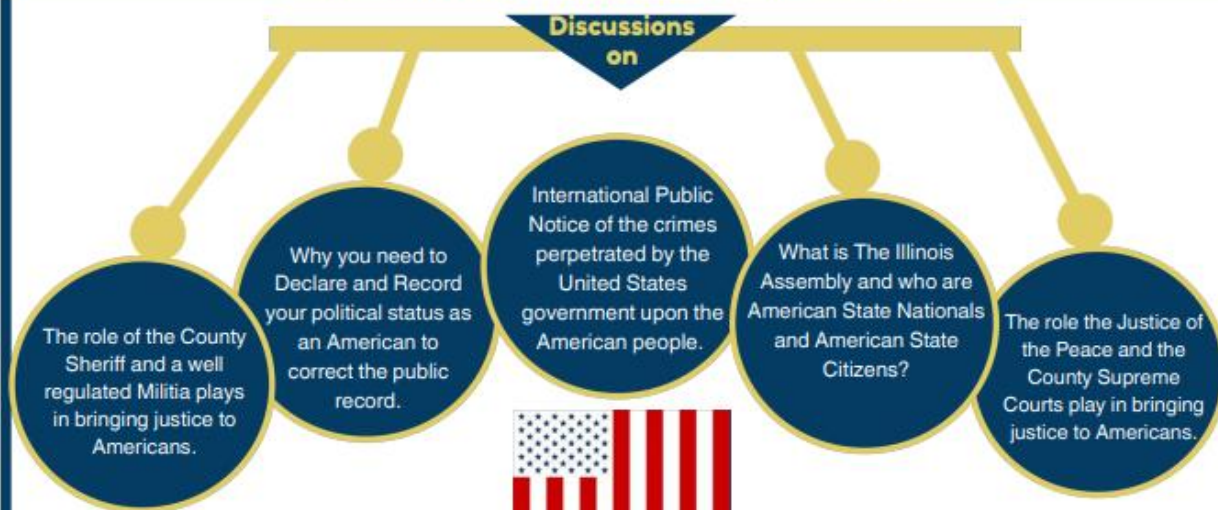 Discussions
on
The role of the County
Sheriff and a well
regulated Militia plays
in bringing justice to
Americans.
Why you need to
Declare and Record
your political status as
an American to
correct the public
record.
International Public
Notice of the crimes
perpetrated by the
United States
government upon the
American people.
What is The Illinois
Assembly and who are
American State Nationals
and American State
Citizens?
The role the Justice of
the Peace and the
County Supreme
Courts play in bringing
justice to Americans.